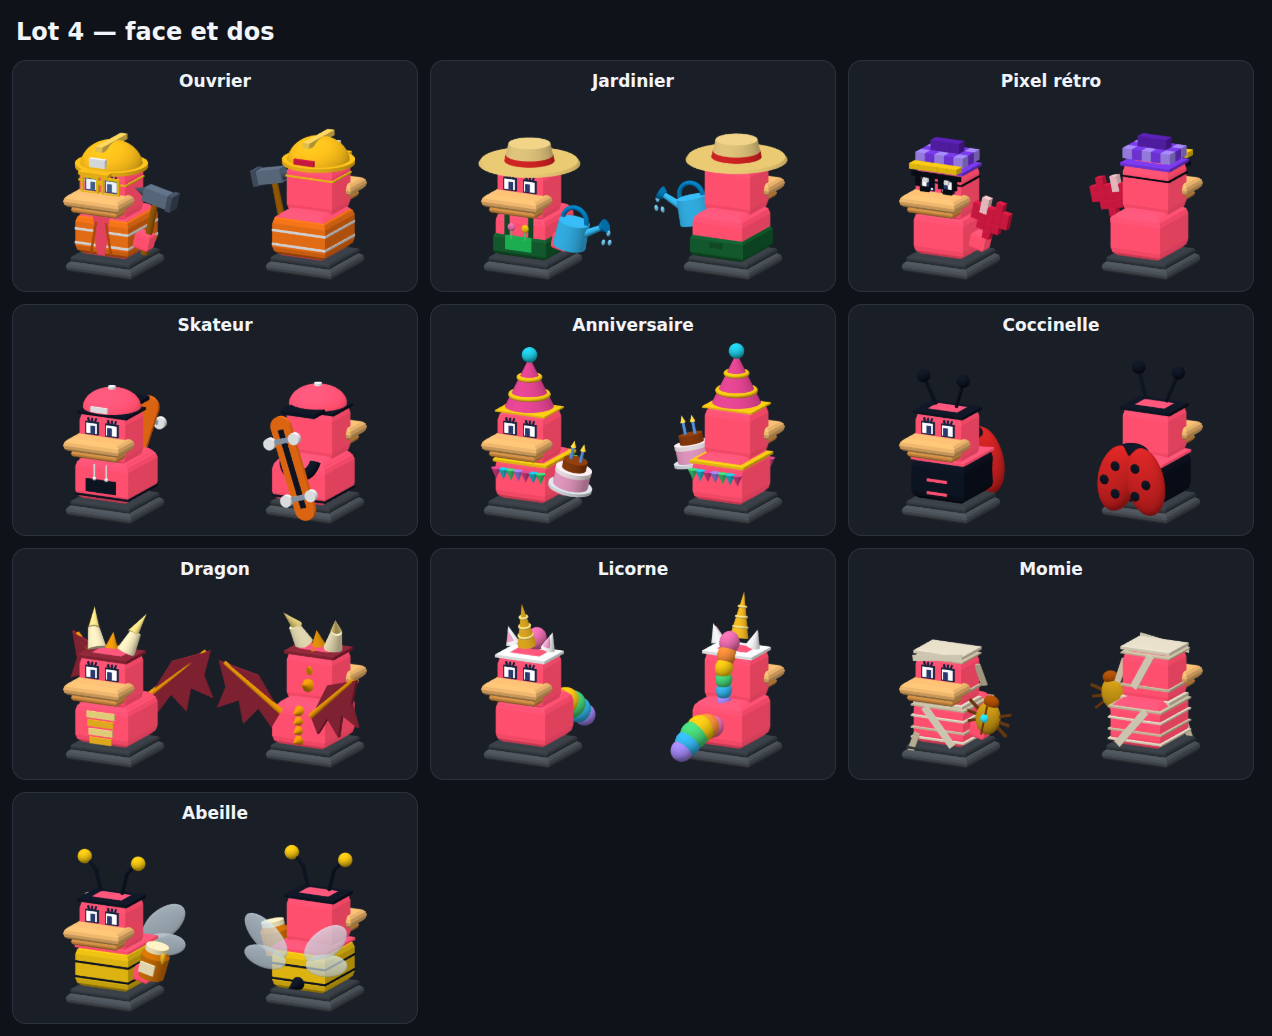 Lot 4 — face et dos
Ouvrier
Jardinier
Pixel rétro
Skateur
Anniversaire
Coccinelle
Dragon
Licorne
Momie
Abeille